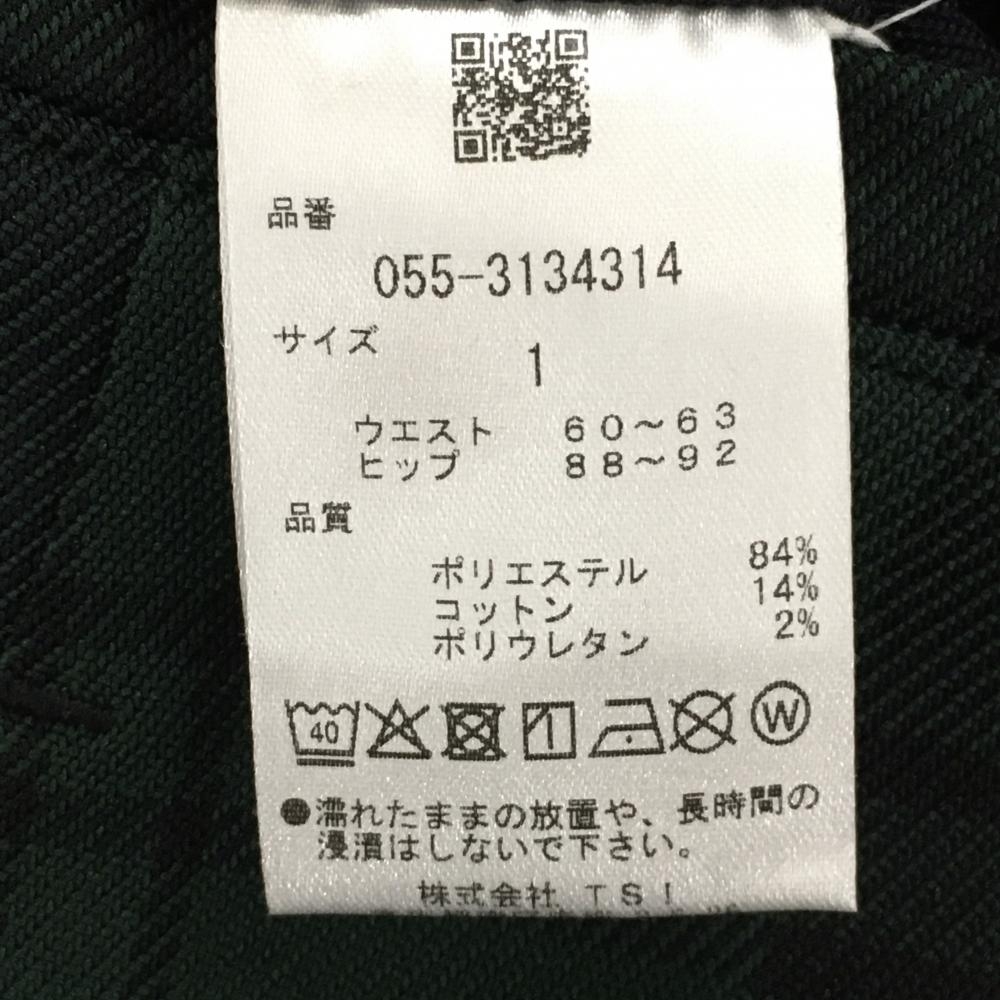 品番
055-3134314
サイズ
1
ウエスト 60~63
ヒップ 88~92
品質
ポリエステル 84%
コットン 14%
ポリウレタン 2%
40
W
●濡れたままの放置や、長時間の
浸漬はしないで下さい。
株式会社 TSI